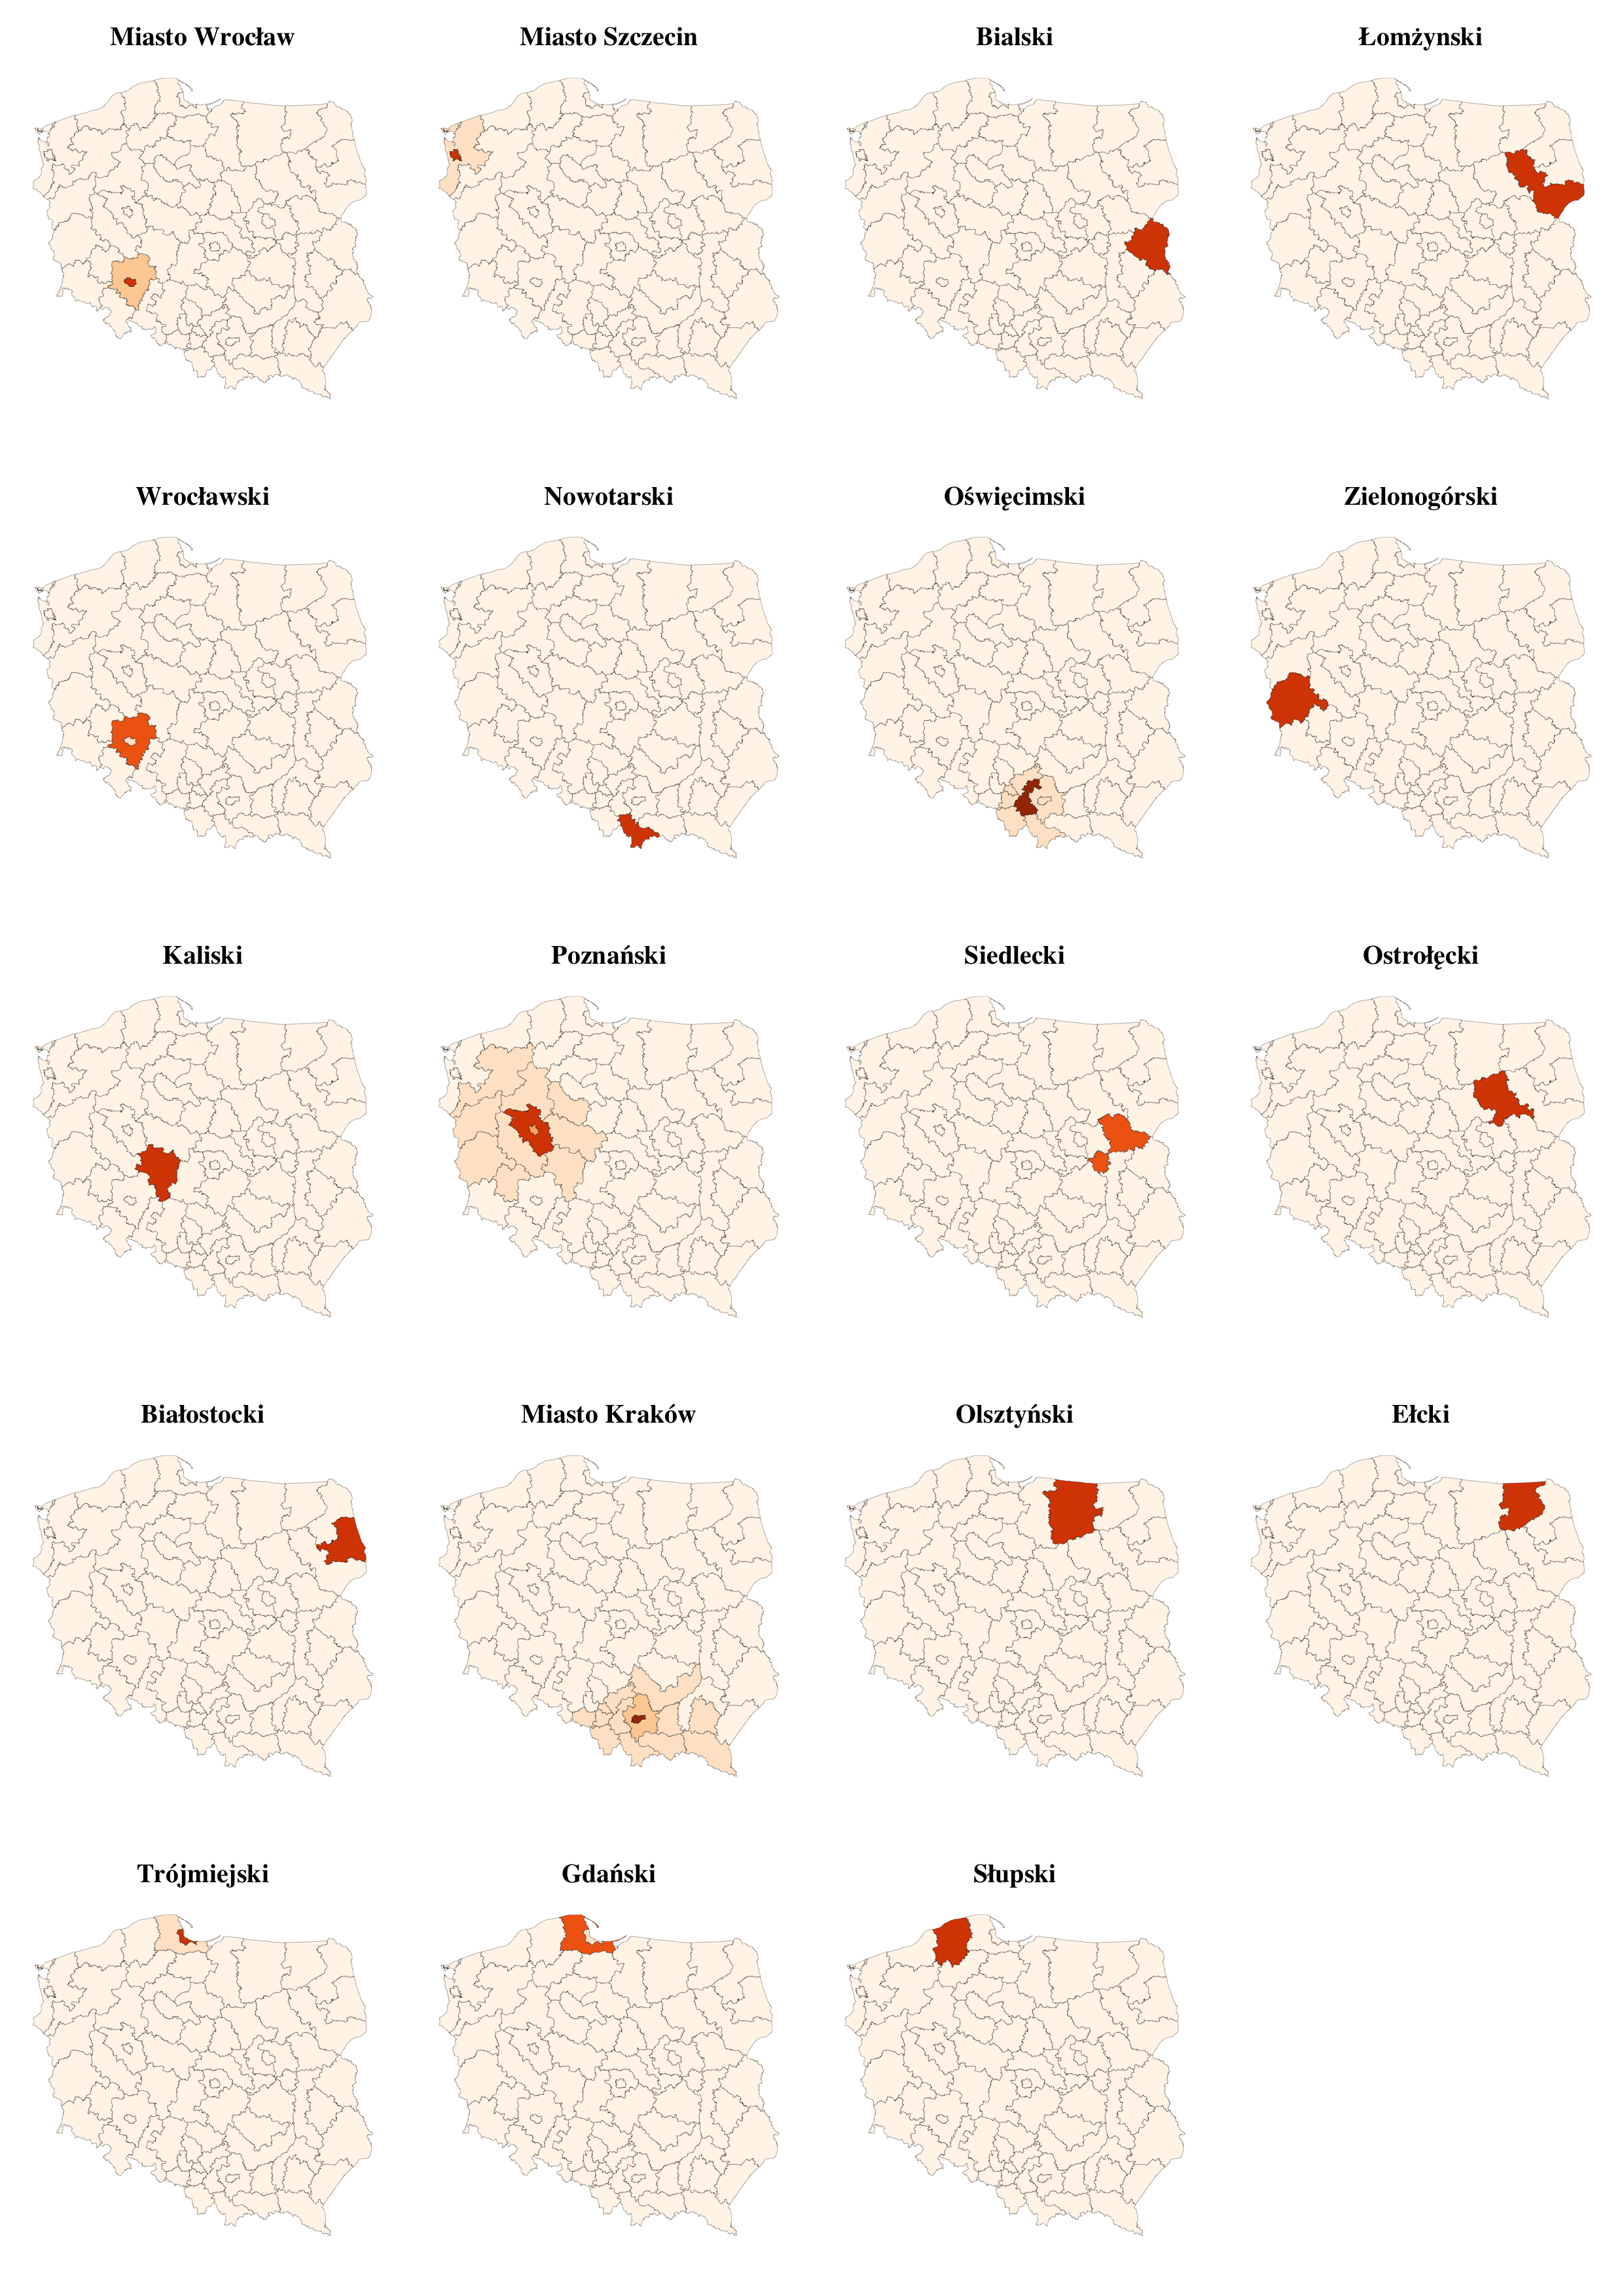 Miasto Wrocław
Miasto Szczecin
Bialski
Łomżynski
Wrocławski
Nowotarski
Oświęcimski
Zielonogórski
Kaliski
Poznański
Siedlecki
Ostrołęcki
Białostocki
Miasto Kraków
Olsztyński
Ełcki
Trójmiejski
Gdański
Słupski